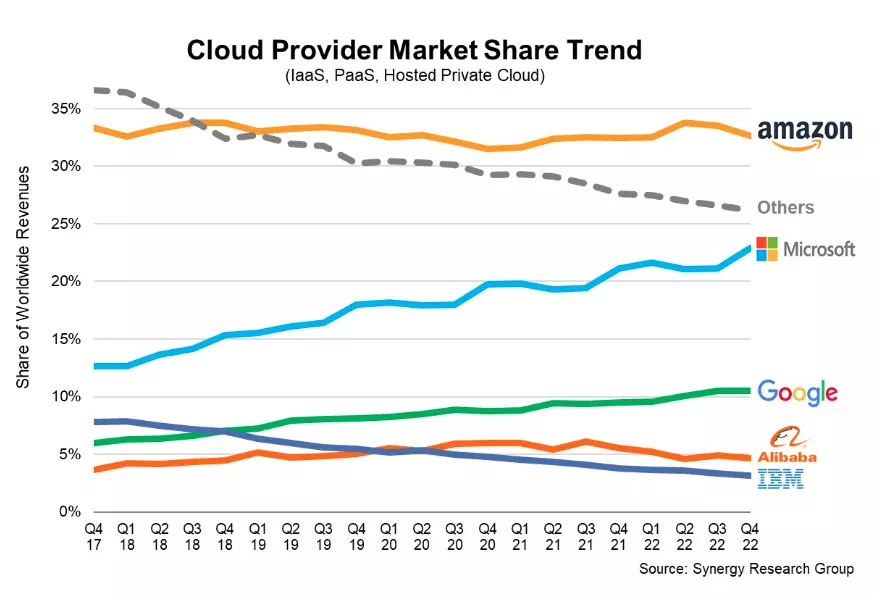 Cloud Provider Market Share Trend
(IaaS, PaaS, Hosted Private Cloud)
Share of Worldwide Revenues
35%
30%
25%
20%
15%
10%
5%
0%
amazon
Others
Microsoft
Google
Alibaba
IBM
Q4 Q1 Q2 Q3 Q4 Q1 Q2 Q3 Q4 Q1 Q2 Q3 Q4 Q1 Q2 Q3 Q4 Q1 Q2 Q3 Q4
17 18 18 18 18 19 19 19 19 20 20 20 20 21 21 21 21 22 22 22 22
Source: Synergy Research Group